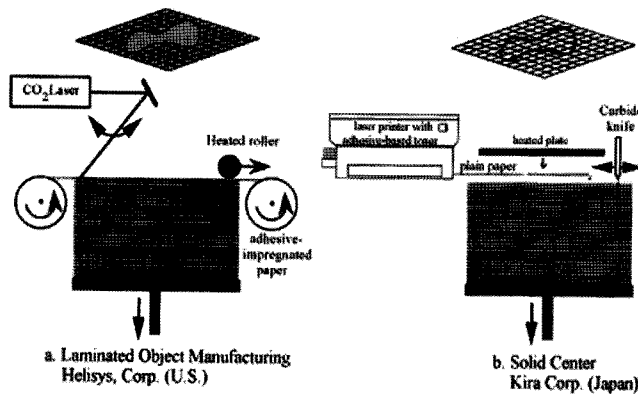 CO2Laser
Heated roller
adhesive-
impregnated
paper
a. Laminated Object Manufacturing
Helisys, Corp. (U.S.)
laser printer with
adhesive-based toner
heated plate
Carbide
knife
plain paper
b. Solid Center
Kira Corp. (Japan)